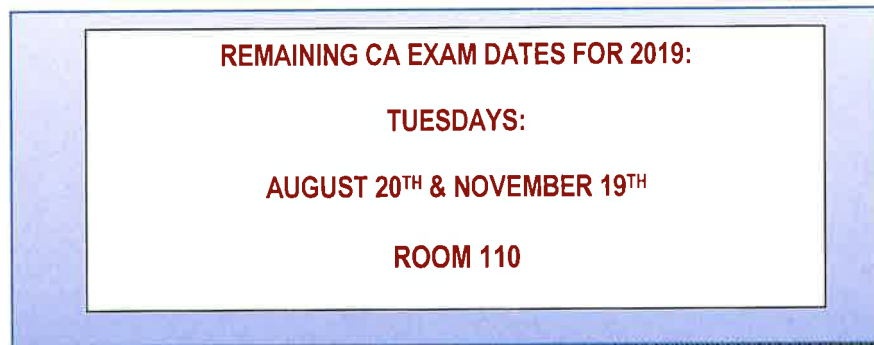 REMAINING CA EXAM DATES FOR 2019:
TUESDAYS:
AUGUST 20TH & NOVEMBER 19TH
ROOM 110